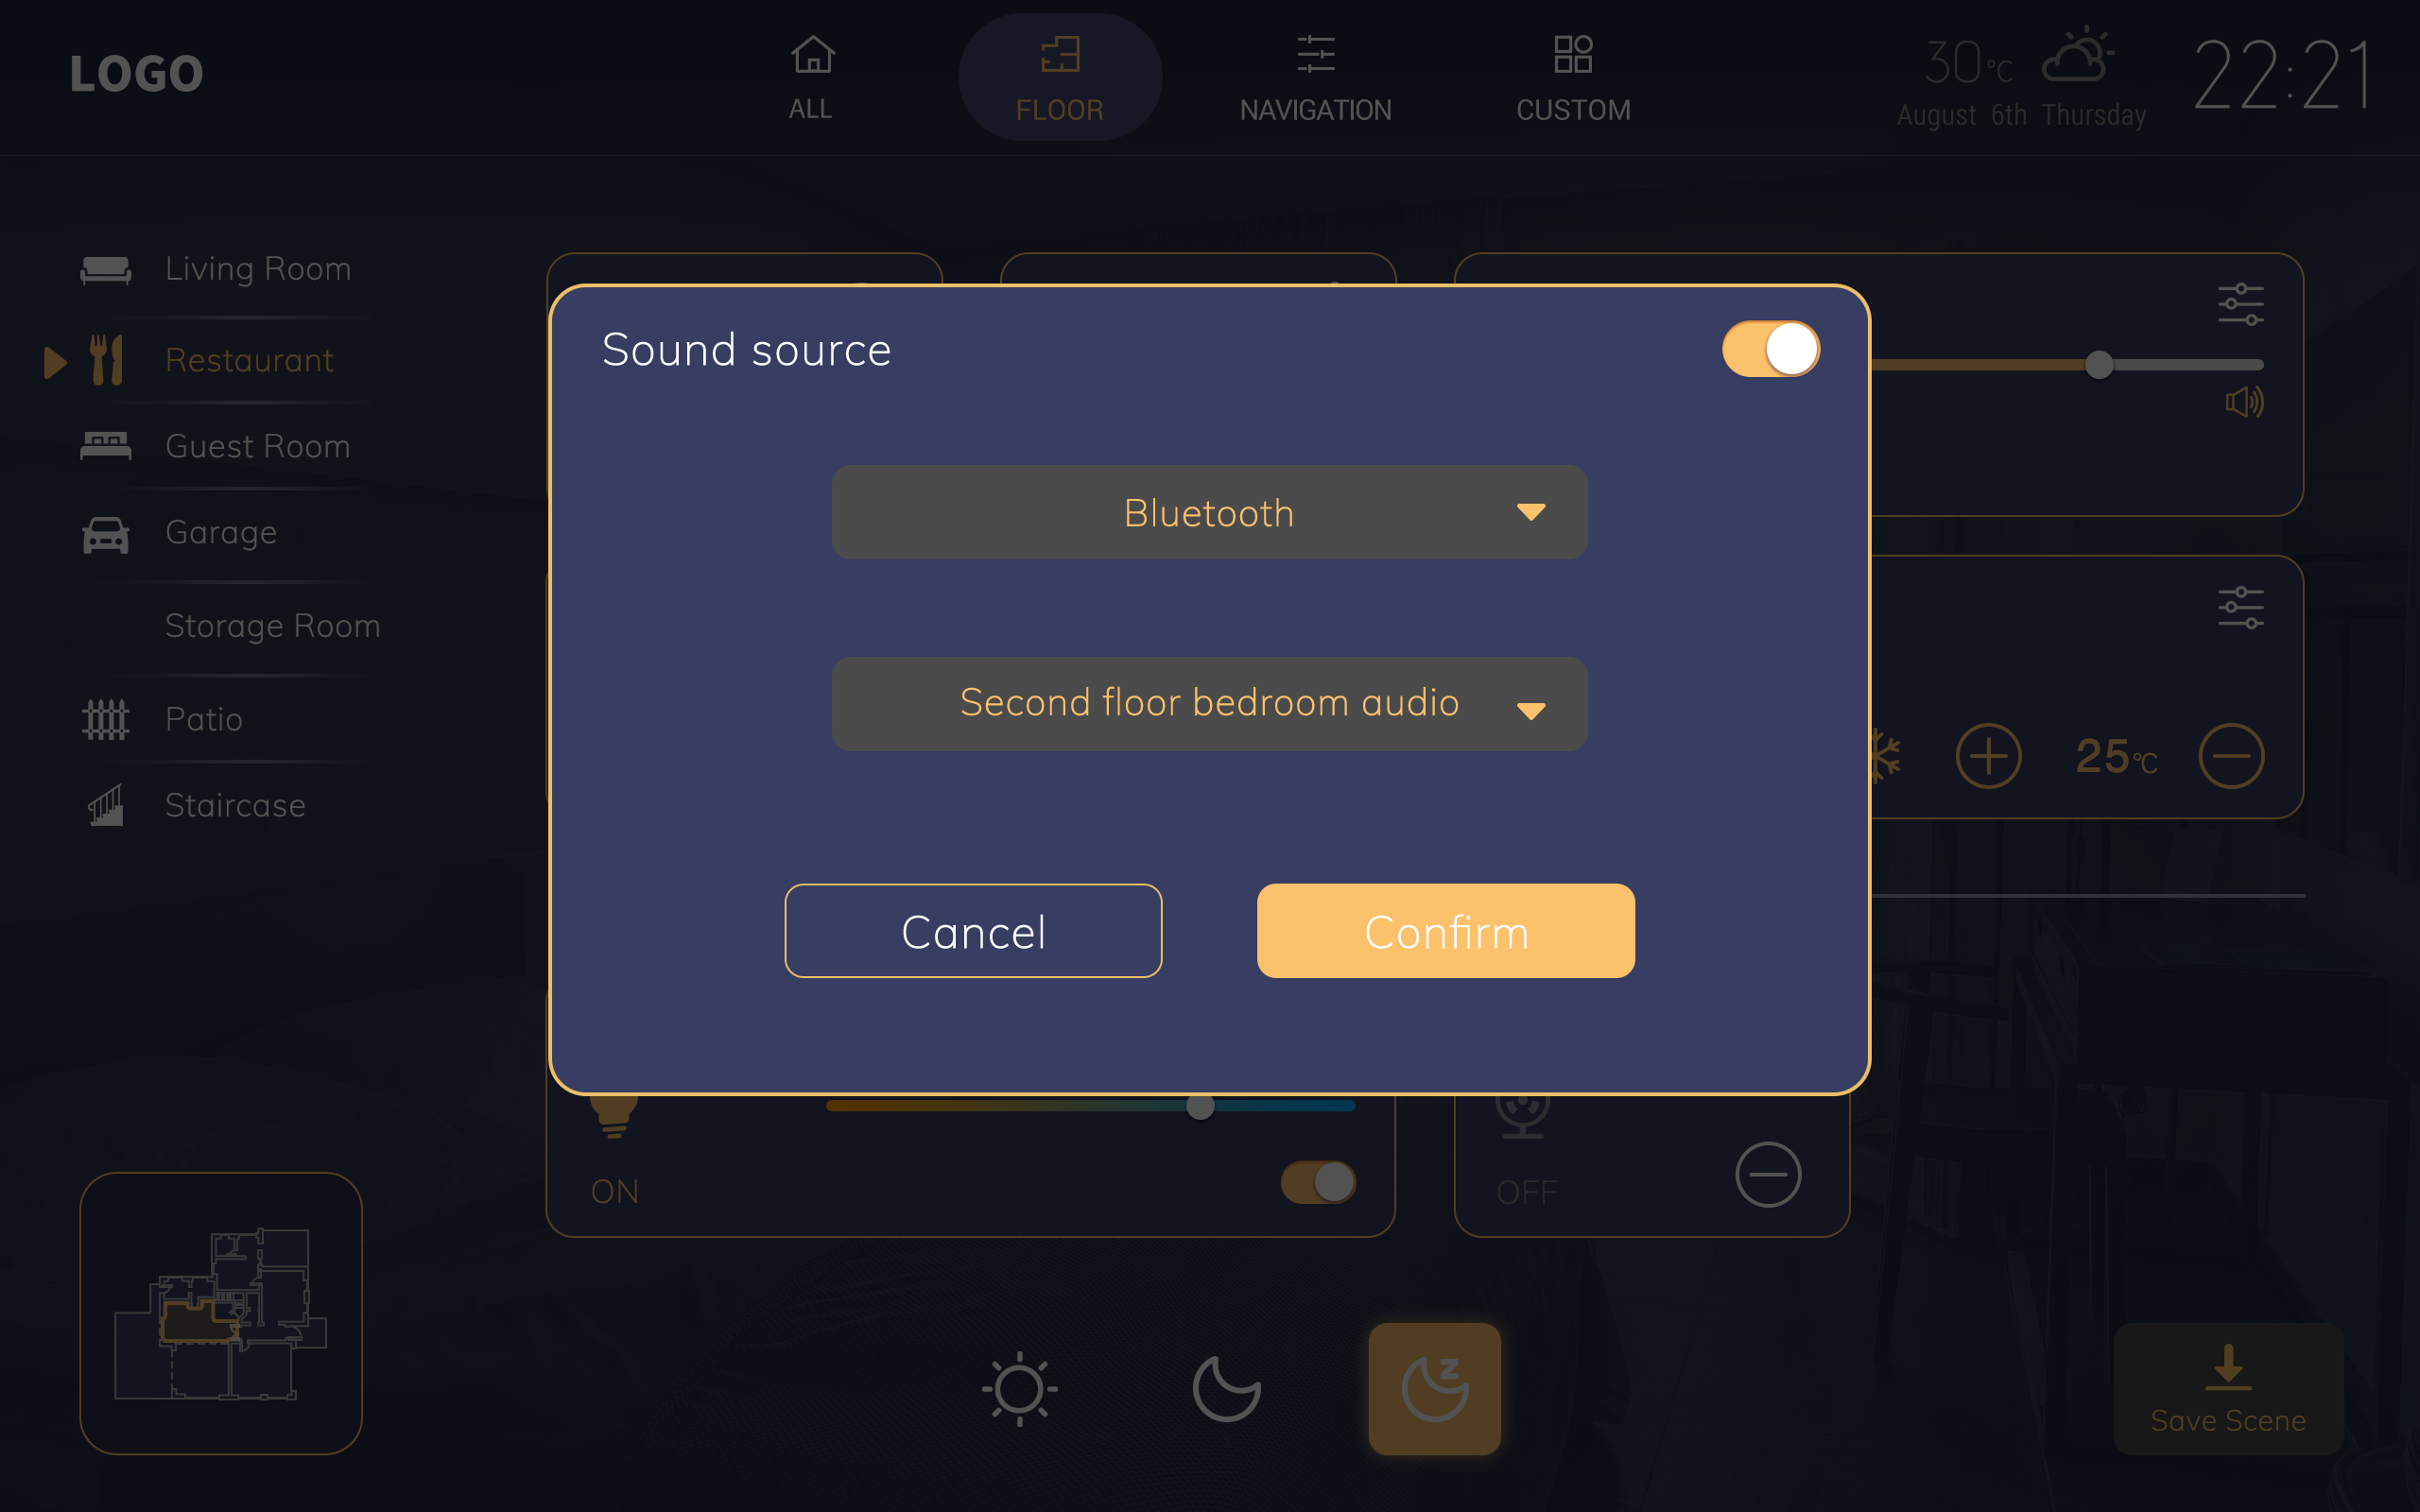 LOGO
ALL
FLOOR
NAVIGATION
CUSTOM
30°C
August 6th Thursday
22:21
Living Room
Restaurant
Guest Room
Garage
Storage Room
Patio
Staircase
Sound source
Bluetooth
Second floor bedroom audio
Cancel
Confirm
25°C
ON
OFF
Z
Save Scene